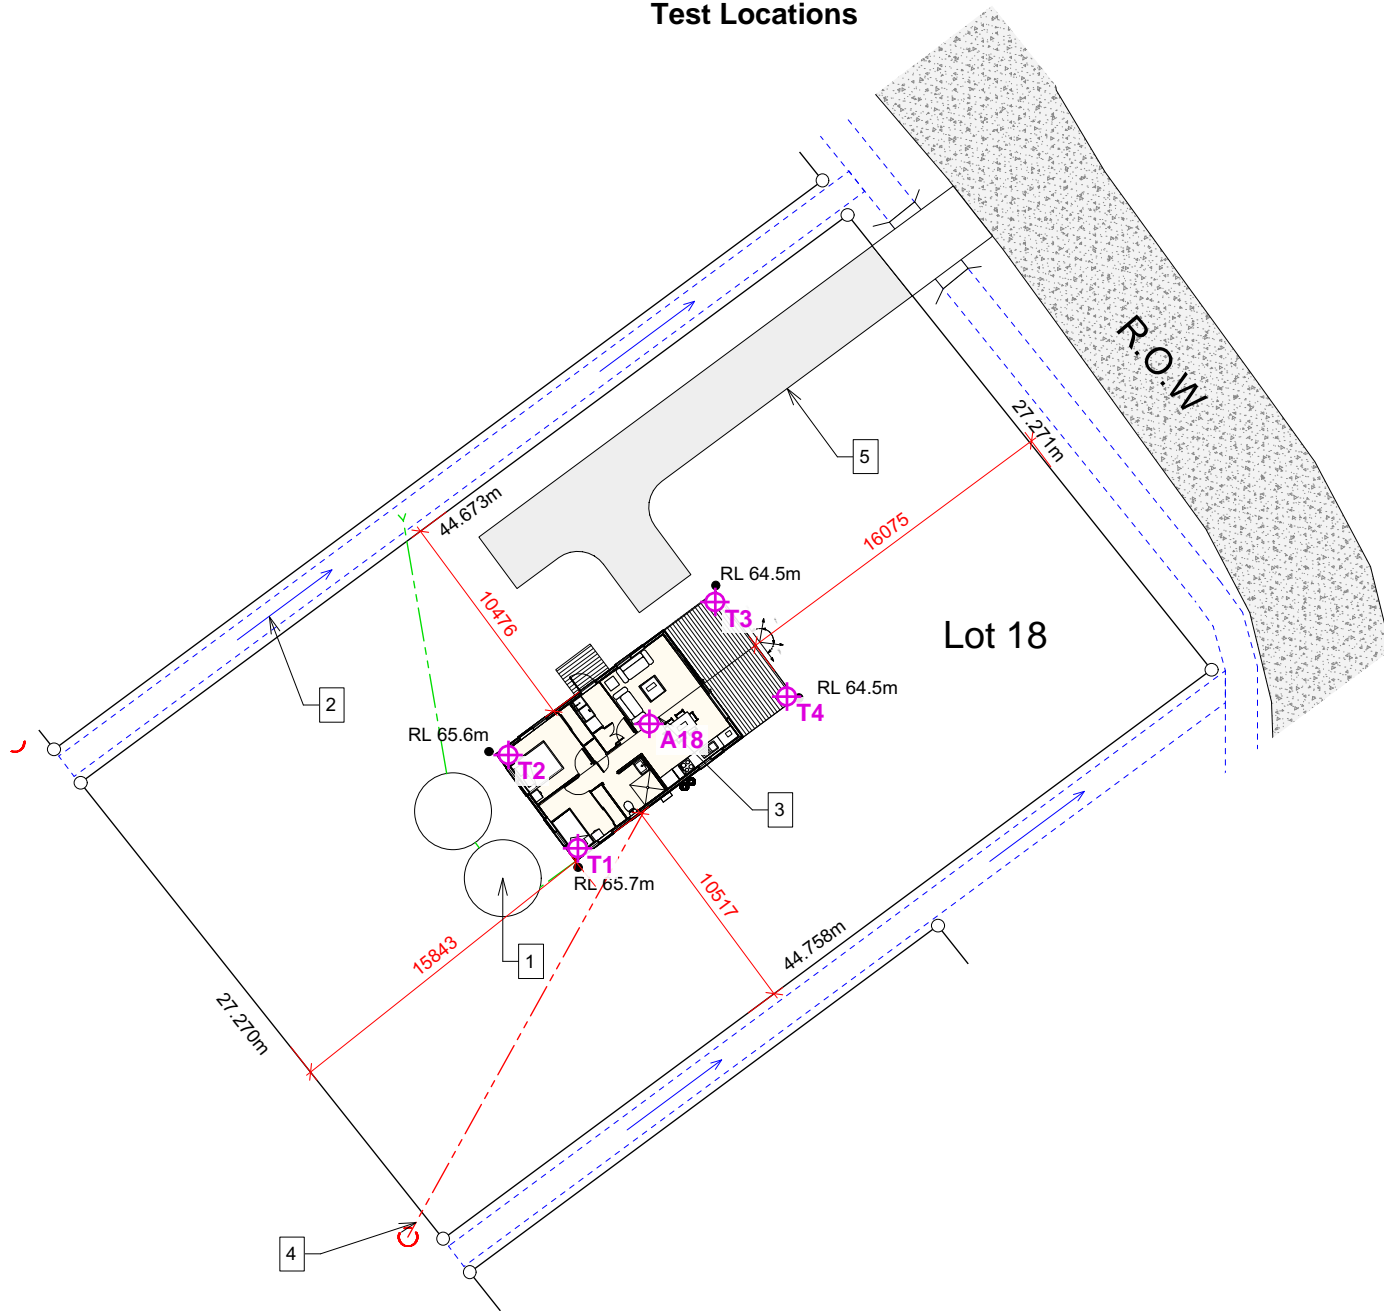 Test Locations
R.O.W
27.271m
5
44.673m
16075
RL 64.5m
10476
T3
Lot 18
2
RL 64.5m
T4
RL 65.6m
A18
T2
3
T1
RL 65.7m
10517
15843
1
44.758m
27.270m
4